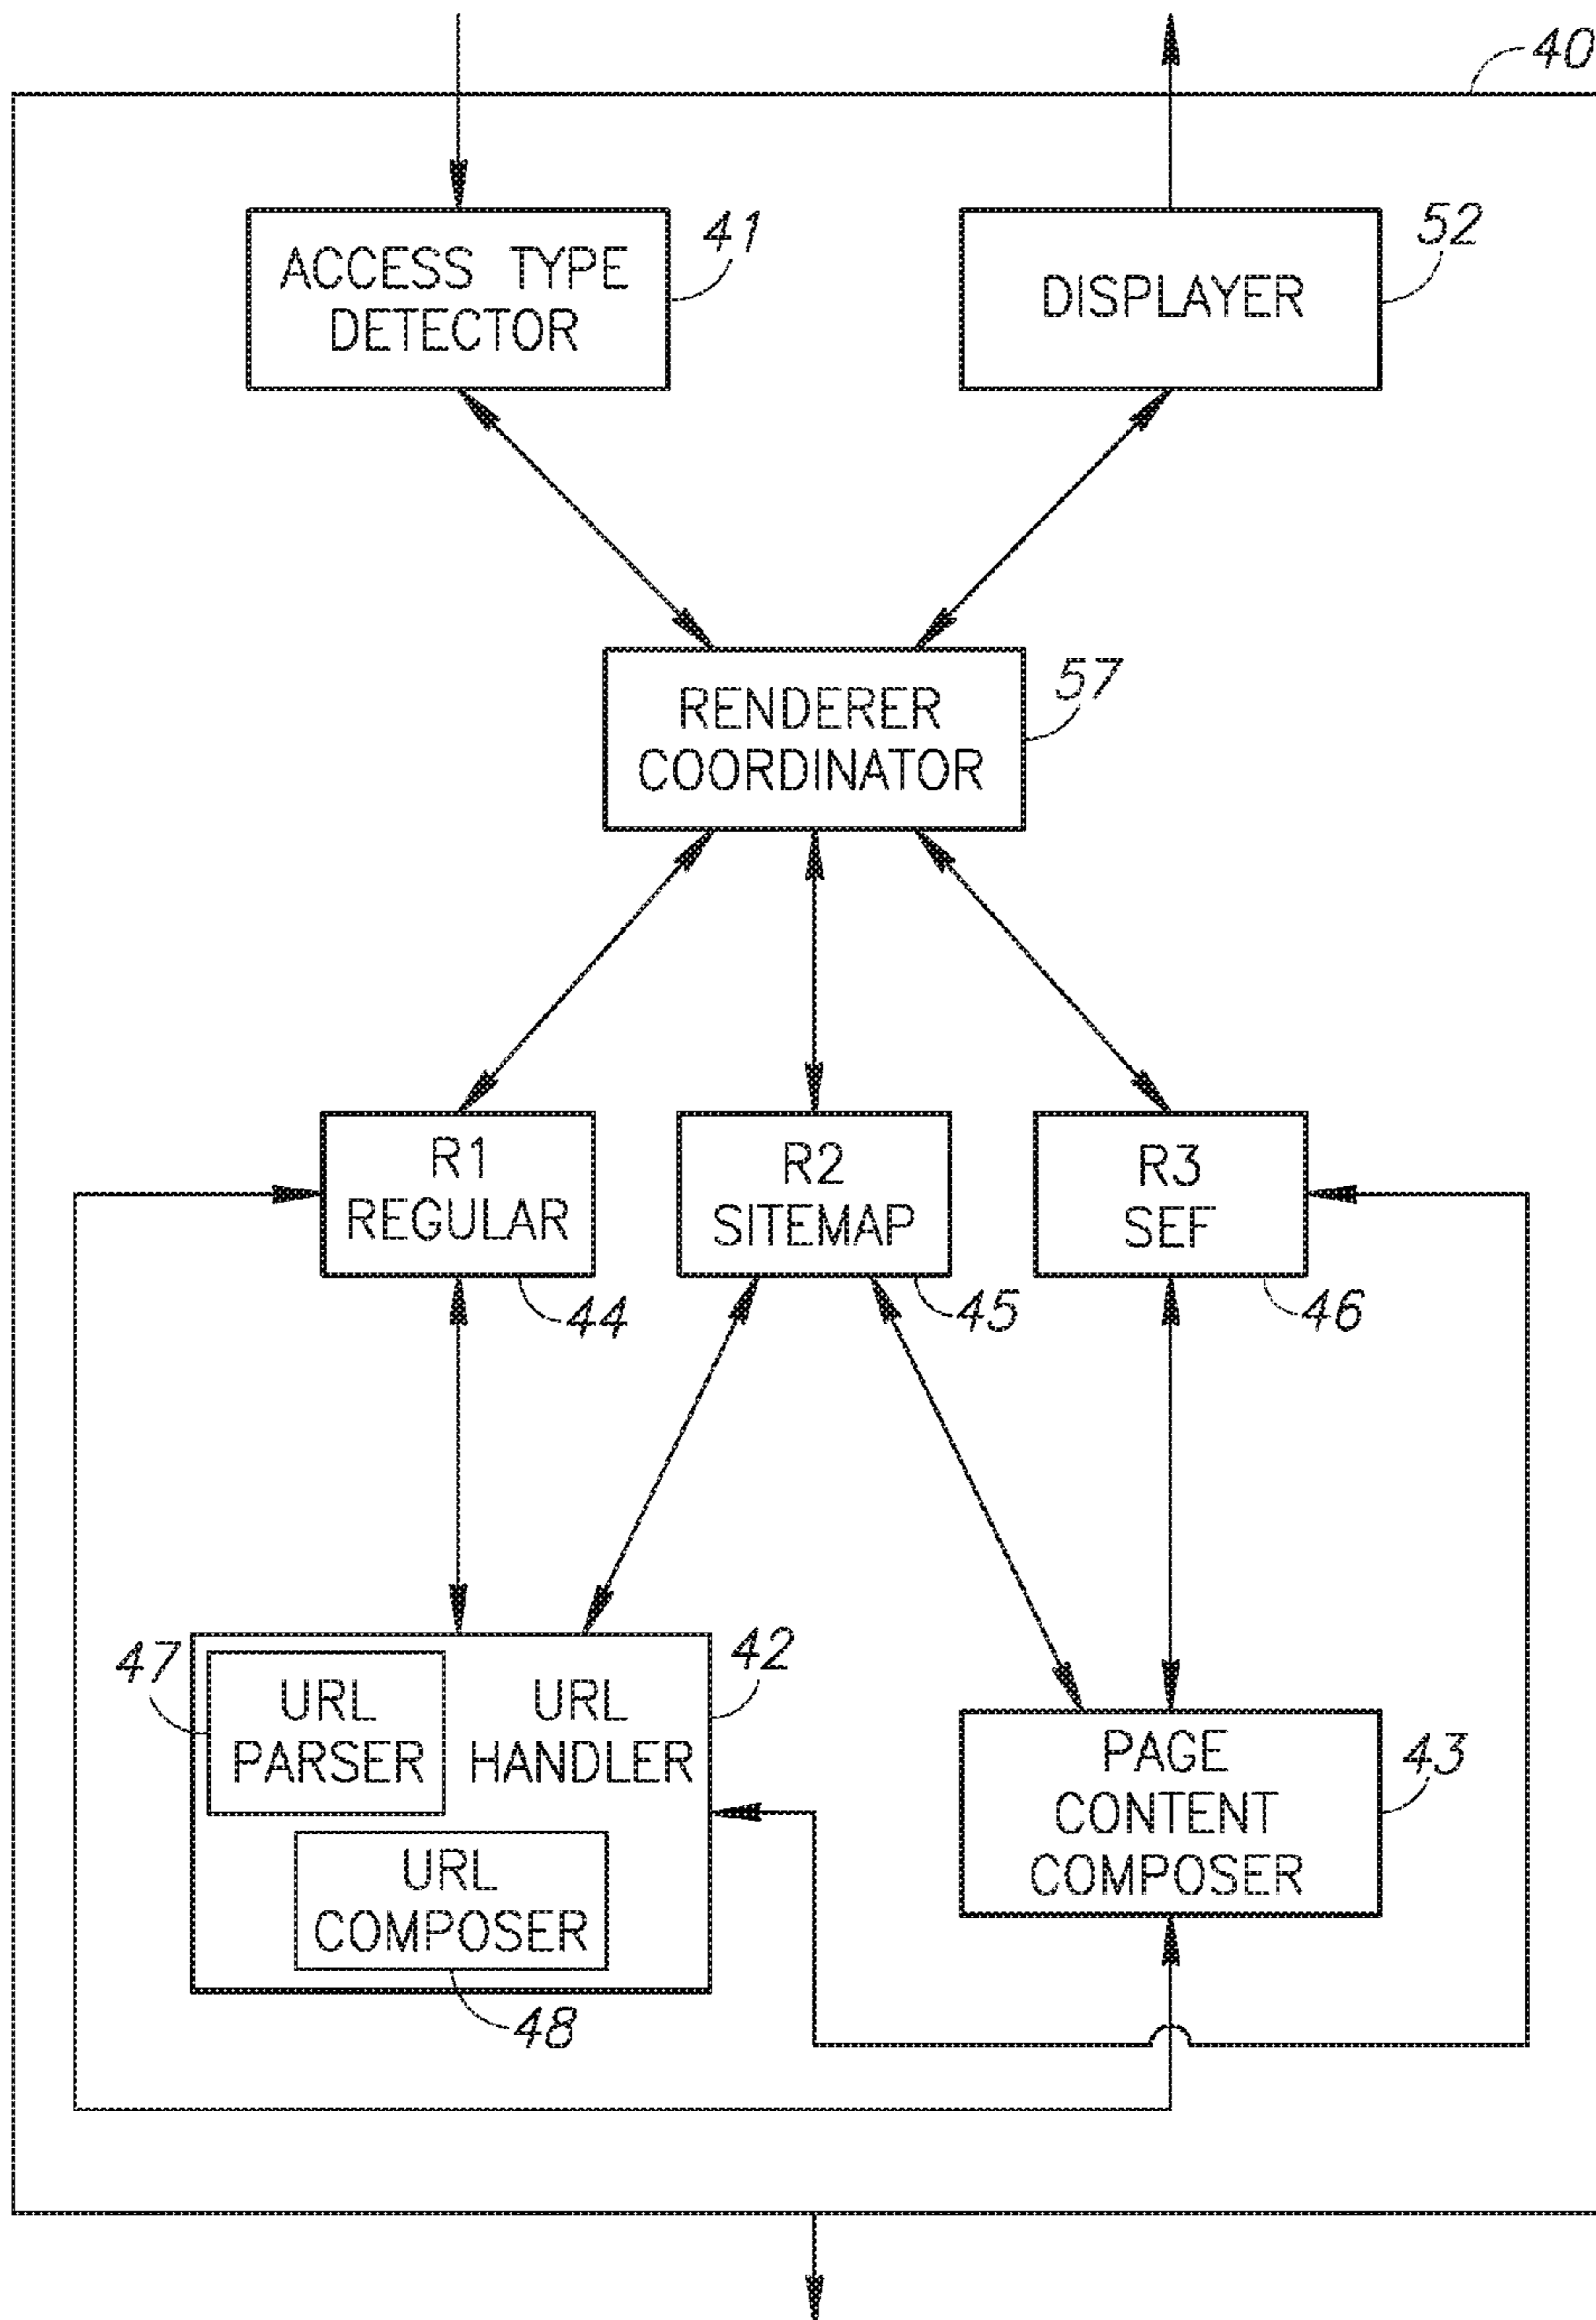 40
ACCESS TYPE
DETECTOR
41
DISPLAYER
52
RENDERER
COORDINATOR
57
R1
REGULAR
44
R2
SITEMAP
45
R3
SEF
46
47
URL
PARSER
URL
HANDLER
42
URL
COMPOSER
48
PAGE
CONTENT
COMPOSER
43